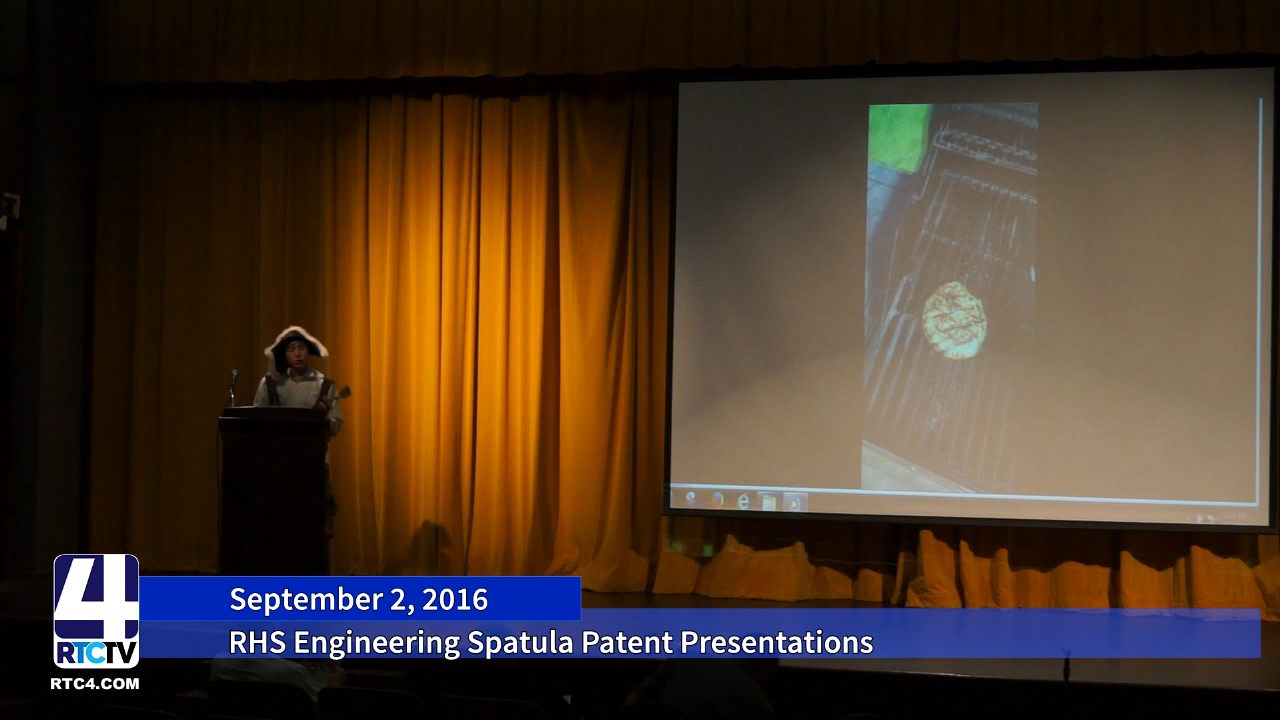 September 2, 2016
RHS Engineering Spatula Patent Presentations
4
RTCTV
RTC4.COM